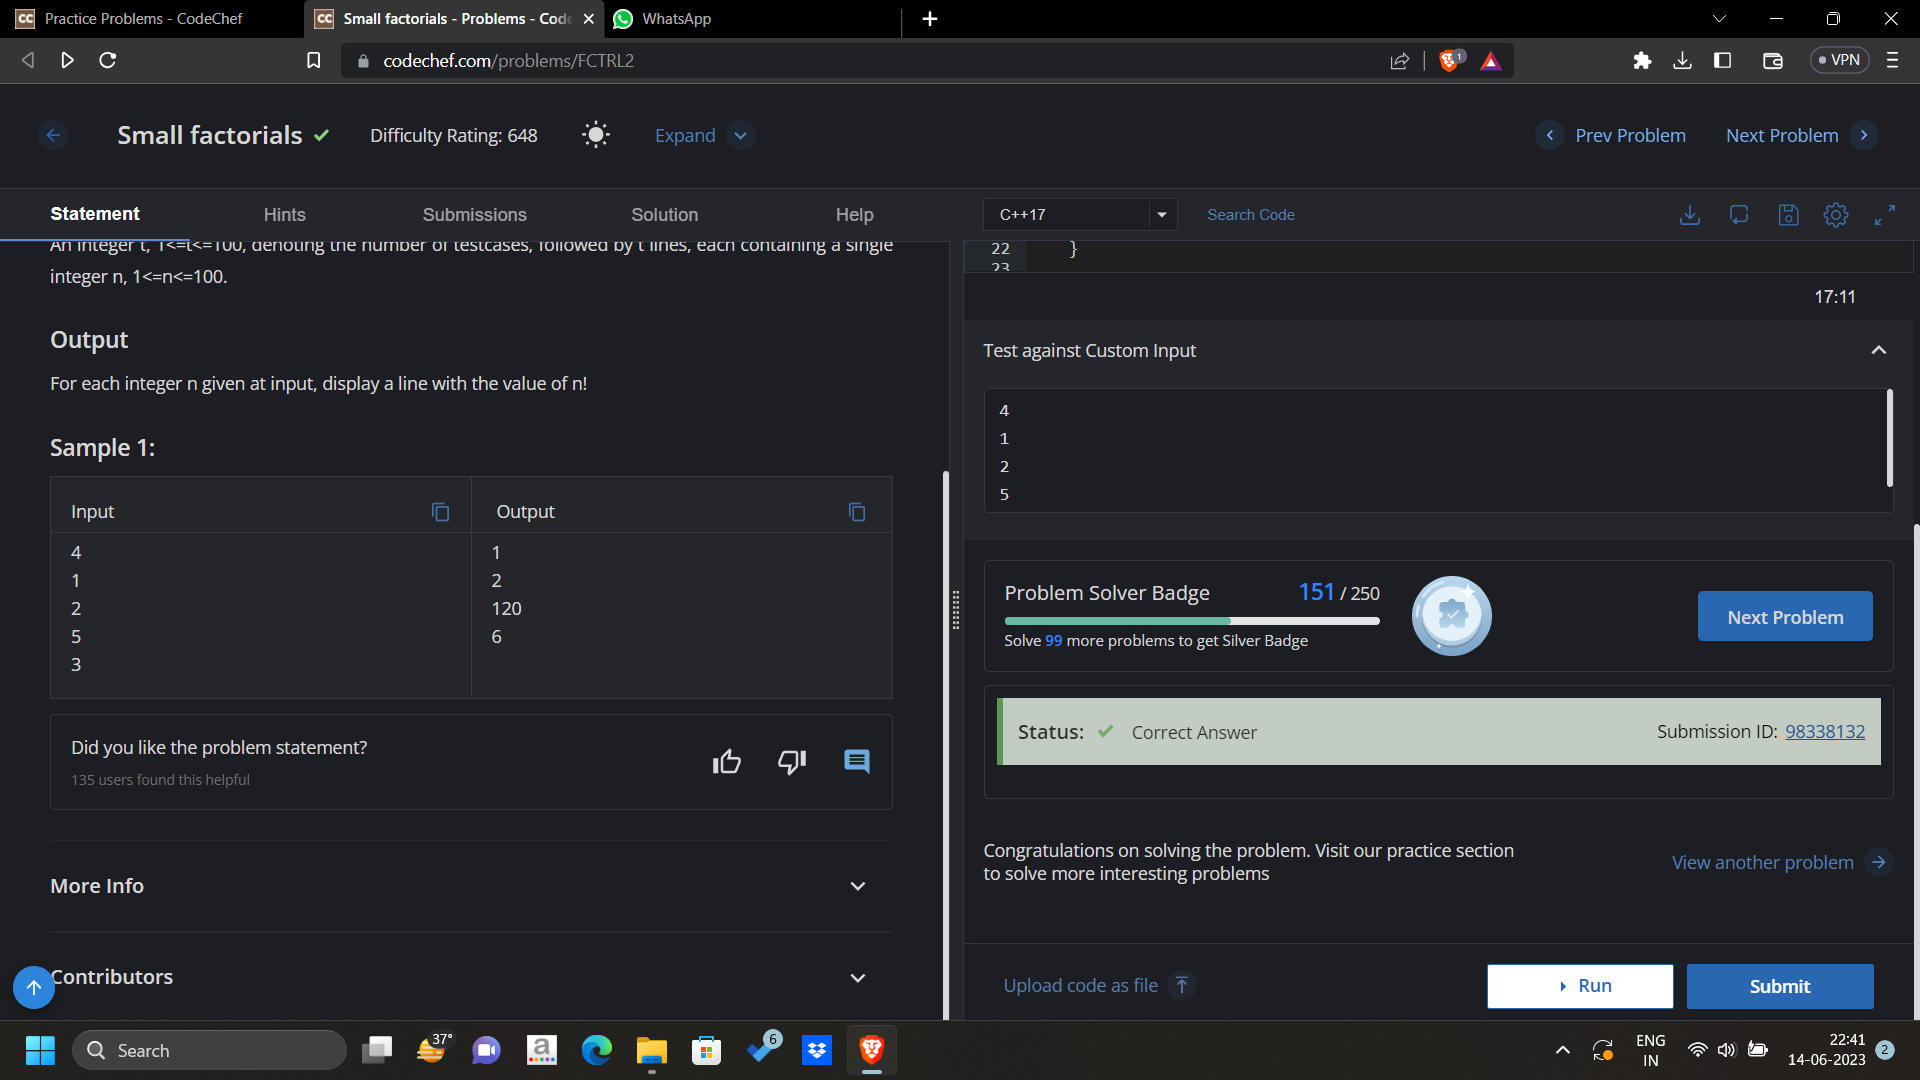 Practice Problems - CodeChef
Small factorials - Problems - Code
WhatsApp
codechef.com/problems/FCTRL2
1
VPN
Small factorials
Difficulty Rating: 648
Expand
Prev Problem
Next Problem
Statement
Hints
Submissions
Solution
Help
C++17
Search Code
An integer t, 1<=t<=100, denoting the number of testcases, followed by t lines, each containing a single
integer n, 1<=n<=100.
Output
For each integer n given at input, display a line with the value of n!
Sample 1:
Input
Output
4
1
2
5
3
1
2
120
6
Did you like the problem statement?
135 users found this helpful
More Info
Contributors
22
}
23
17:11
Test against Custom Input
4
1
2
5
Problem Solver Badge
151 / 250
Solve 99 more problems to get Silver Badge
Next Problem
Status:
Correct Answer
Submission ID: 98338132
Congratulations on solving the problem. Visit our practice section
to solve more interesting problems
View another problem
Upload code as file
Run
Submit
Search
37°
a
6
ENG
IN
22:41
14-06-2023
2